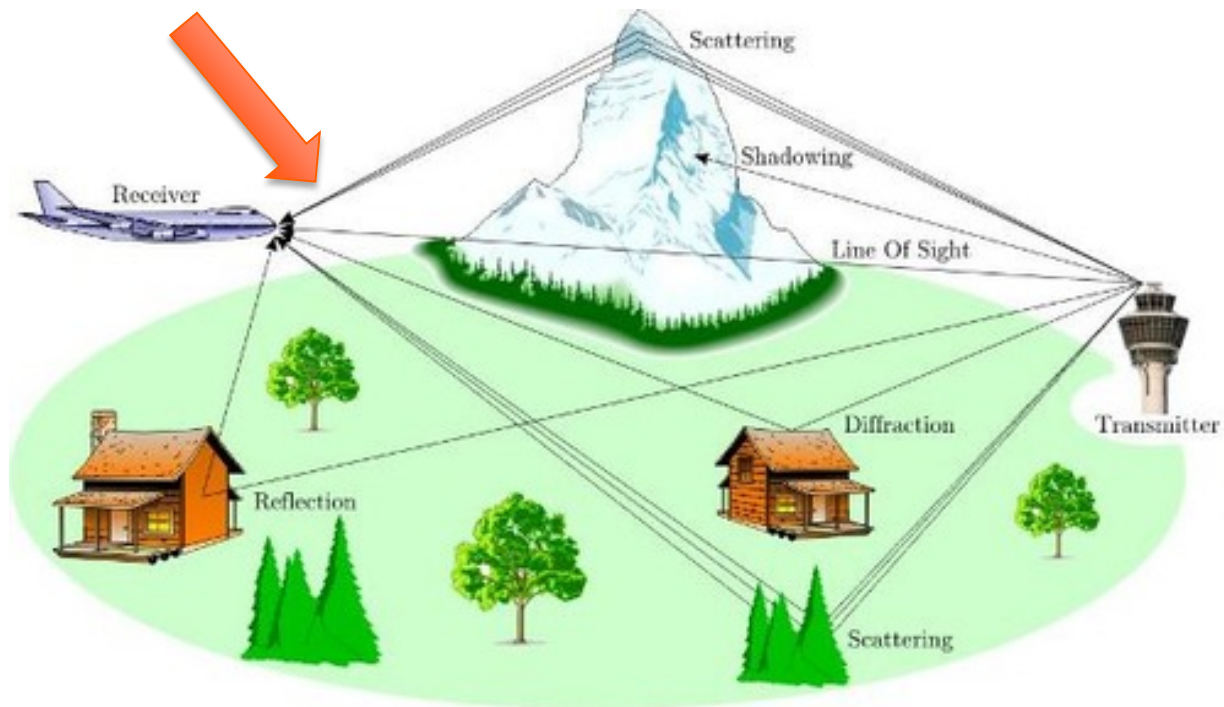 Scattering
Shadowing
Receiver
Line Of Sight
Diffraction
Transmitter
Reflection
Scattering